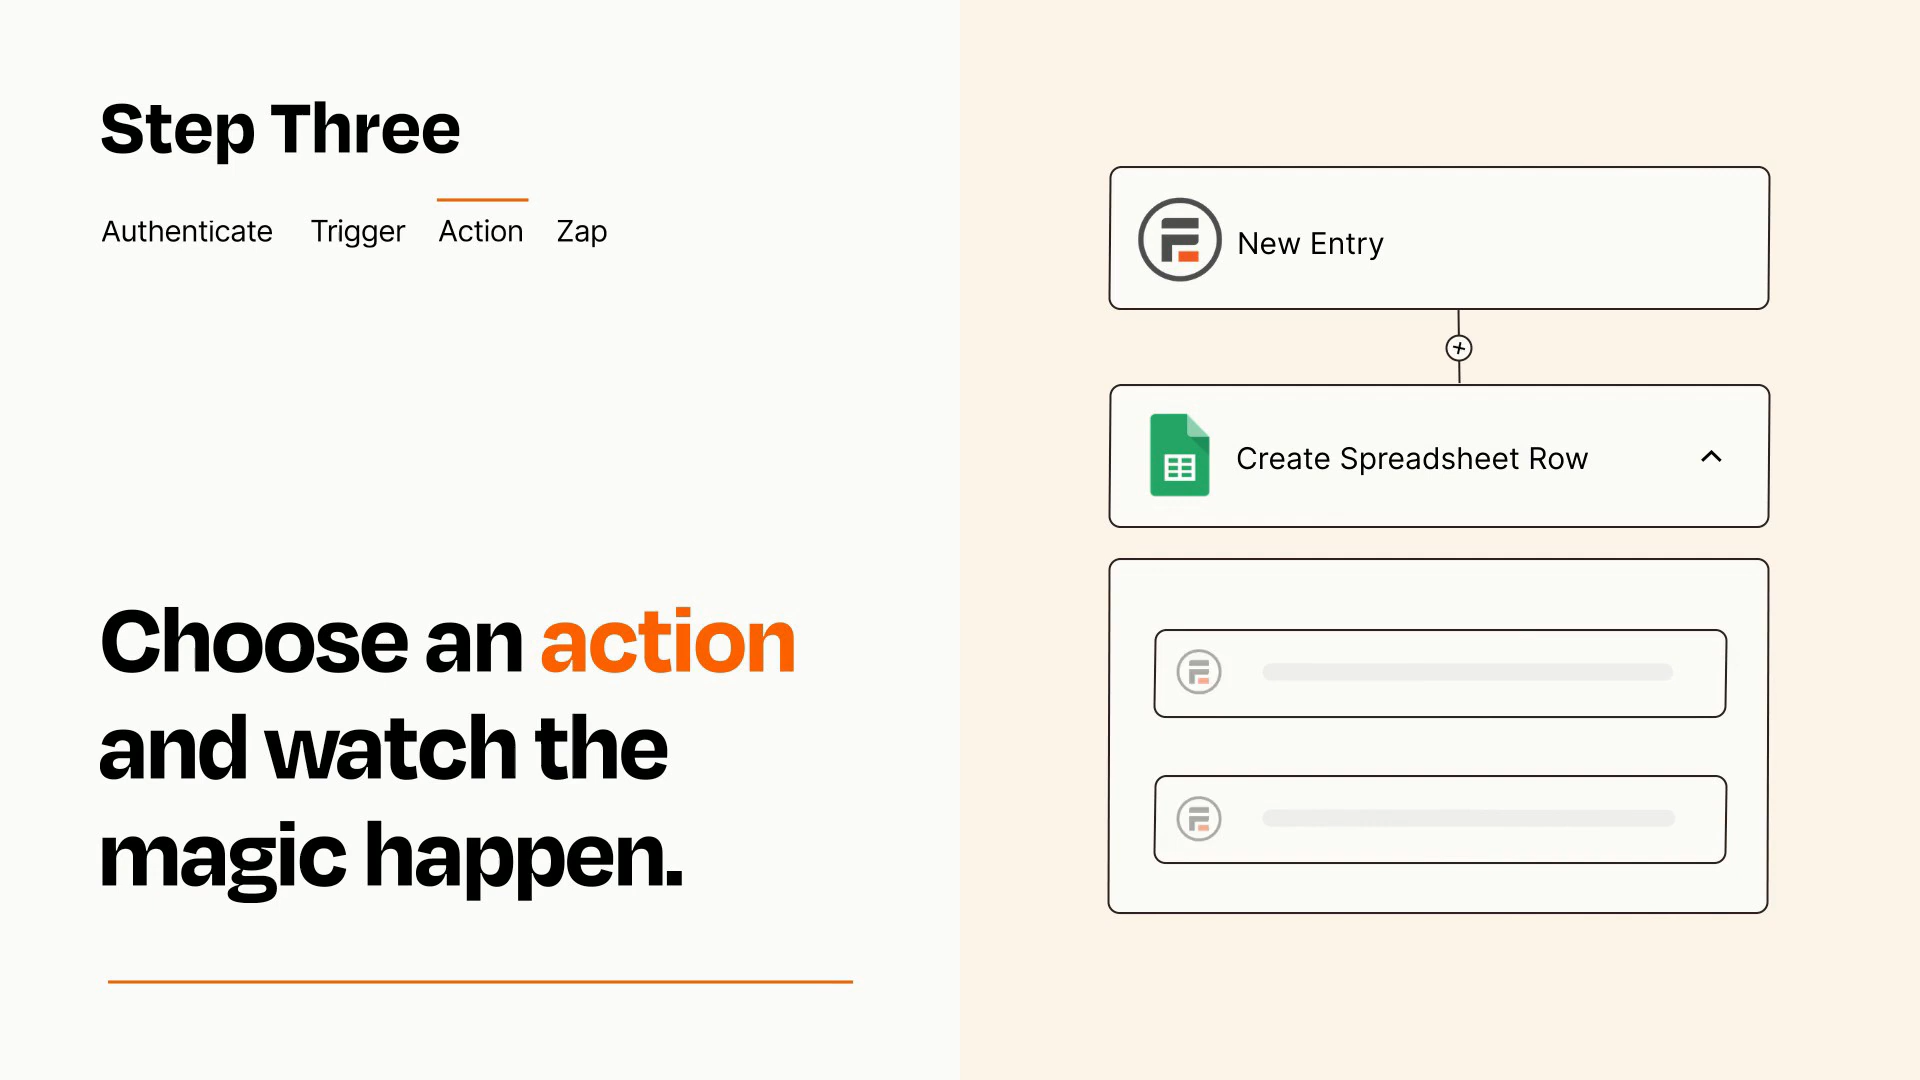 Step Three
Authenticate Trigger Action Zap
Choose an action
and watch the
magic happen.
New Entry
Create Spreadsheet Row